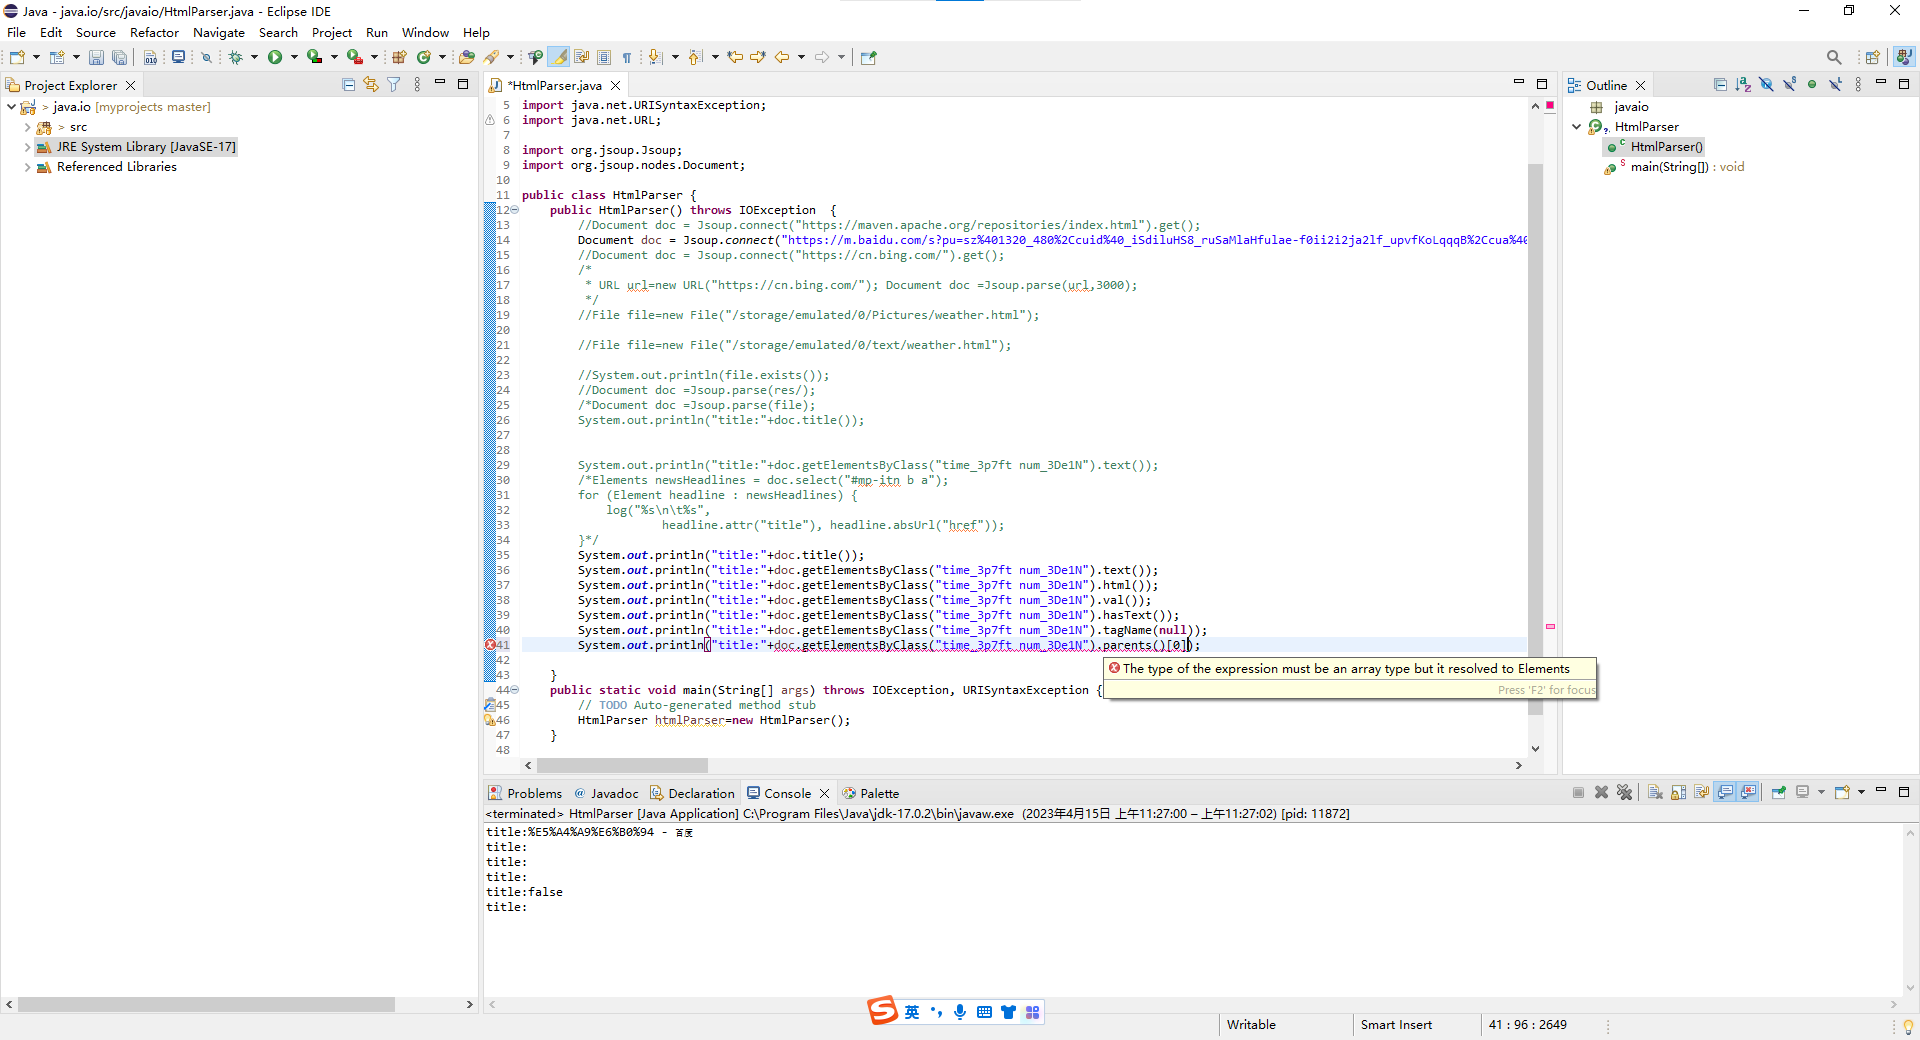 Java - java.io/src/javaio/HtmlParser.java - Eclipse IDE
File Edit Source Refactor Navigate Search Project Run Window Help
Project Explorer
> java.io [myprojects master]
> src
JRE System Library [JavaSE-17]
Referenced Libraries
*HtmlParser.java
5 import java.net.URISyntaxException;
6 import java.net.URL;
7
8 import org.jsoup.Jsoup;
9 import org.jsoup.nodes.Document;
10
11 public class HtmlParser {
12 public HtmlParser() throws IOException {
13 //Document doc = Jsoup.connect("https://maven.apache.org/repositories/index.html").get();
14 Document doc = Jsoup.connect("https://m.baidu.com/s?pu=sz%401320_480%2Ccuid%40_iSdiluHS8_ruSaMlaHfulae-f0ii2i2ja2lf_upvfKoLqqqB%2Ccua%40
15 //Document doc = Jsoup.connect("https://cn.bing.com/").get();
16 /*
17 * URL url=new URL("https://cn.bing.com/"); Document doc =Jsoup.parse(url,3000);
18 */
19 //File file=new File("/storage/emulated/0/Pictures/weather.html");
20
21 //File file=new File("/storage/emulated/0/text/weather.html");
22
23 //System.out.println(file.exists());
24 //Document doc =Jsoup.parse(res/);
25 /*Document doc =Jsoup.parse(file);
26 System.out.println("title:"+doc.title());
27
28
29 System.out.println("title:"+doc.getElementsByClass("time_3p7ft num_3De1N").text());
30 /*Elements newsHeadlines = doc.select("#mp-itn b a");
31 for (Element headline : newsHeadlines) {
32 log("%s\n\t%s",
33 headline.attr("title"), headline.absUrl("href"));
34 }*/
35 System.out.println("title:"+doc.title());
36 System.out.println("title:"+doc.getElementsByClass("time_3p7ft num_3De1N").text());
37 System.out.println("title:"+doc.getElementsByClass("time_3p7ft num_3De1N").html());
38 System.out.println("title:"+doc.getElementsByClass("time_3p7ft num_3De1N").val());
39 System.out.println("title:"+doc.getElementsByClass("time_3p7ft num_3De1N").hasText());
40 System.out.println("title:"+doc.getElementsByClass("time_3p7ft num_3De1N").tagName(null));
41 System.out.println("title:"+doc.getElementsByClass("time_3p7ft num_3De1N").parents()[0]);
42
43 }
44 public static void main(String[] args) throws IOException, URISyntaxException {
45 // TODO Auto-generated method stub
46 HtmlParser htmlParser=new HtmlParser();
47 }
48
The type of the expression must be an array type but it resolved to Elements
Press 'F2' for focus
Outline
javaio
HtmlParser
HtmlParser()
main(String[]) : void
Problems Javadoc Declaration Console Palette
<terminated> HtmlParser [Java Application] C:\Program Files\Java\jdk-17.0.2\bin\javaw.exe (2023年4月15日 上午11:27:00 – 上午11:27:02) [pid: 11872]
title:%E5%A4%A9%E6%B0%94 - 百度
title:
title:
title:
title:false
title:
英
Writable Smart Insert 41 : 96 : 2649